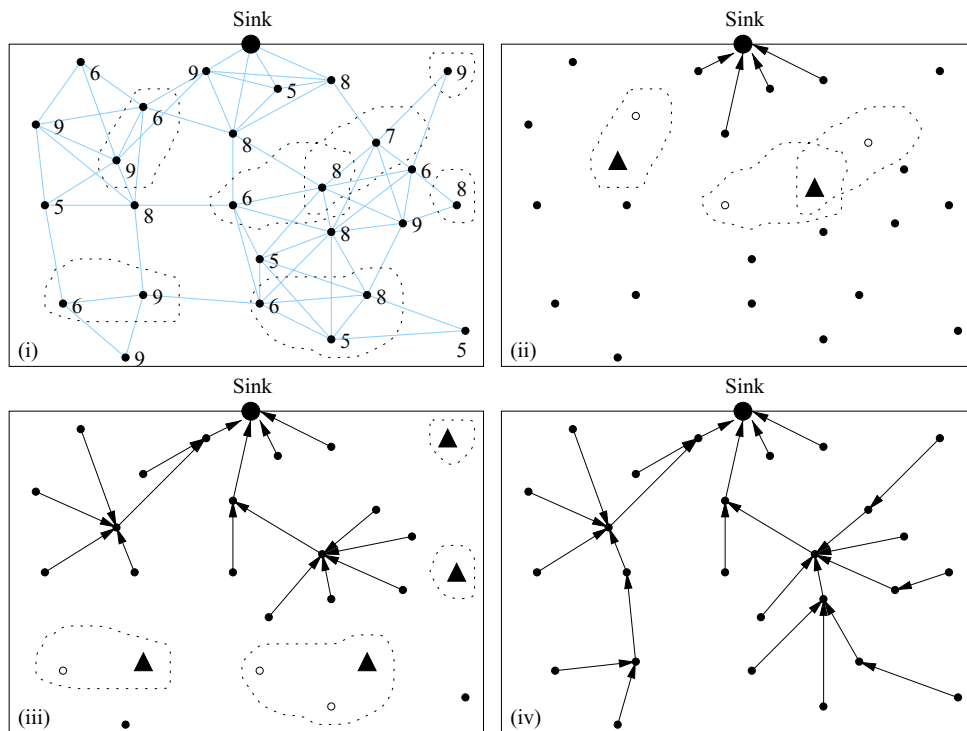 Sink
6 9 8 9
9 6 5
9 8 7
5 8 6 8 6 8
8 9
5
6 9 6 8
5 5
9
(i)
Sink
(ii)
Sink
(iii)
Sink
(iv)